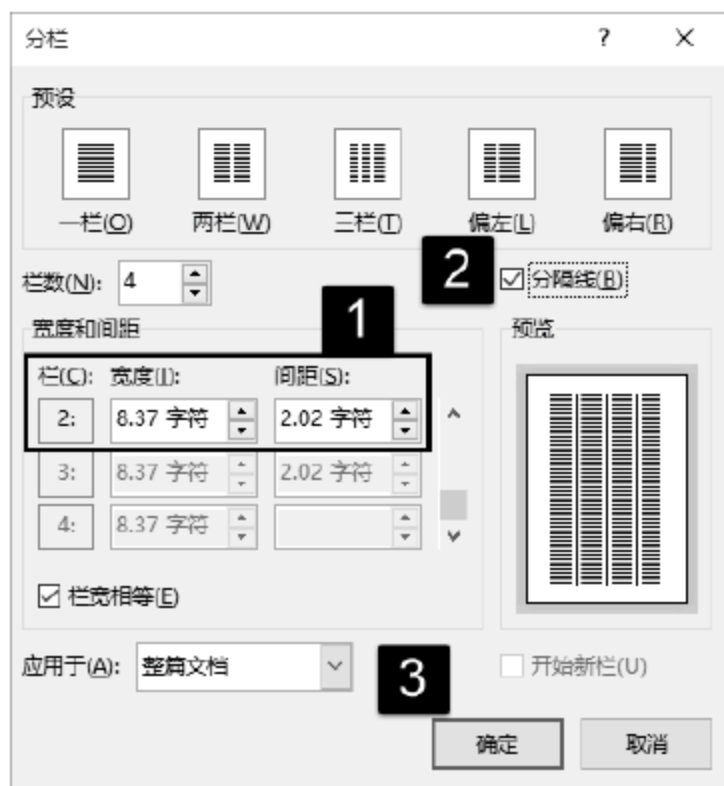 分栏 ? ×
预设
一栏(O) 两栏(W) 三栏(T) 偏左(L) 偏右(R)
2
栏数(N): 4 分隔线(B)
1
宽度和间距 预览
栏(C): 宽度(I): 间距(S):
2: 8.37 字符 2.02 字符
3: 8.37 字符 2.02 字符
4: 8.37 字符
栏宽相等(E)
应用于(A): 整篇文档 开始新栏(U)
3
确定 取消